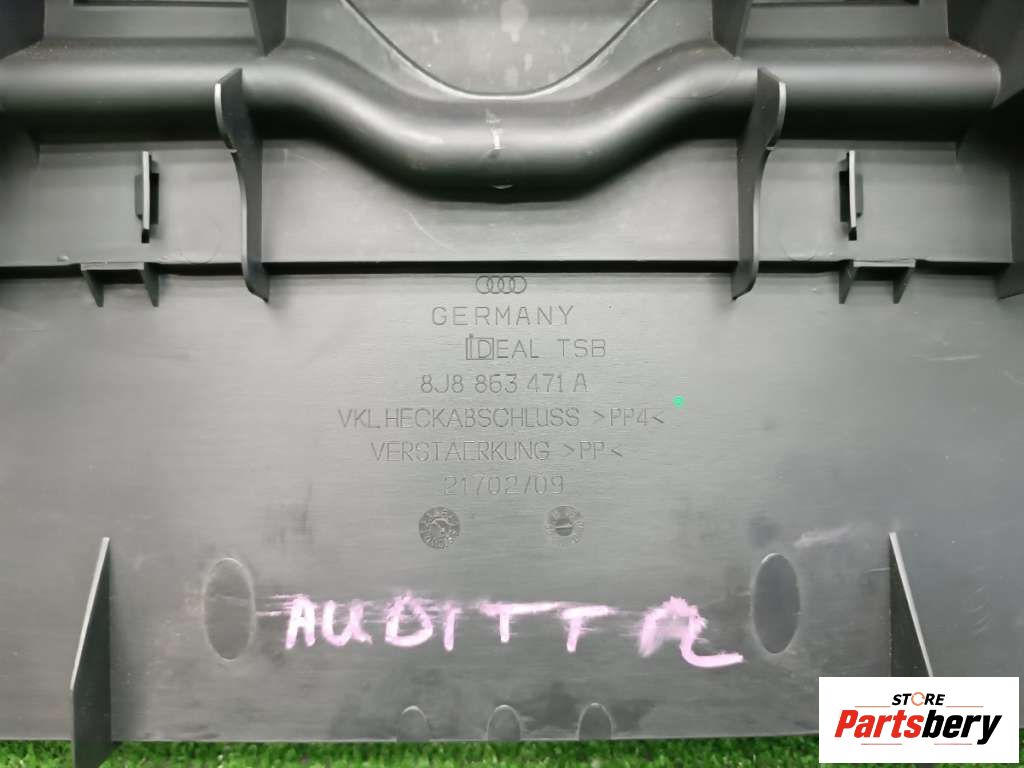 GERMANY
IDEAL TSB
8J8 863 471 A
VKL.HECKABSCHLUSS >PP4<
VERSTAERKUNG >PP<
21702/09
AUDI TT
STORE
Partsbery